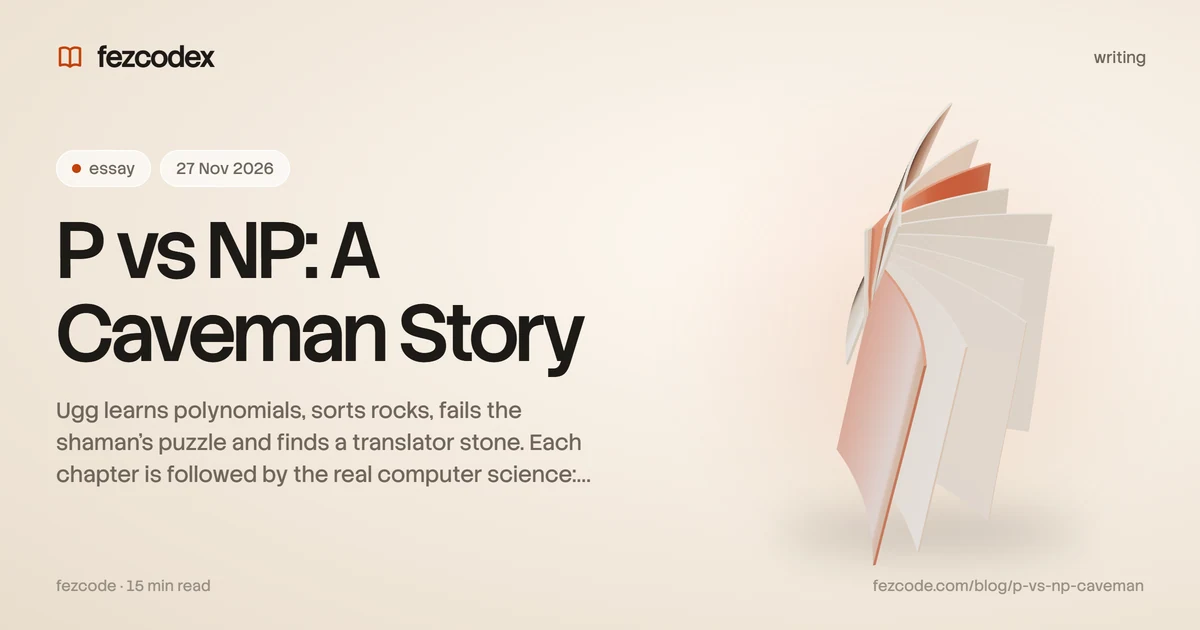 fezcodex
writing
essay
27 Nov 2026
P vs NP: A
Caveman Story
Ugg learns polynomials, sorts rocks, fails the
shaman's puzzle and finds a translator stone. Each
chapter is followed by the real computer science:...
fezcode · 15 min read
fezcode.com/blog/p-vs-np-caveman